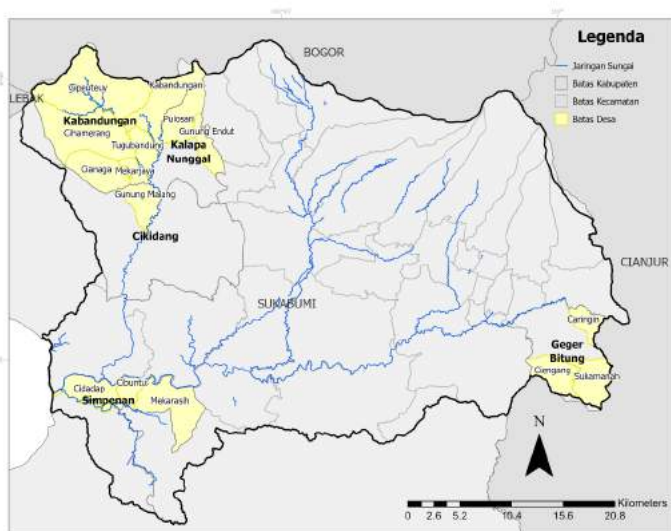 BOGOR
Legenda
Jaringan Sungai
Batas Kabupaten
Batas Kecamatan
Batas Desa
LEBAK
Cipeuteuy
Kabandungan
Kabandungan
Cihamerang
Pulosari
Gunung Endut
Tugubandung
Kalapa
Nunggal
Cianaga
Mekarjaya
Gunung Malang
Cikidang
CIANJUR
SUKABUMI
Caringin
Geger
Bitung
Ciengang
Sukamanah
Cidadap
Cibuntu
Simpenan
Mekarasih
N
Kilometers
0 2.6 5.2 10.4 15.6 20.8